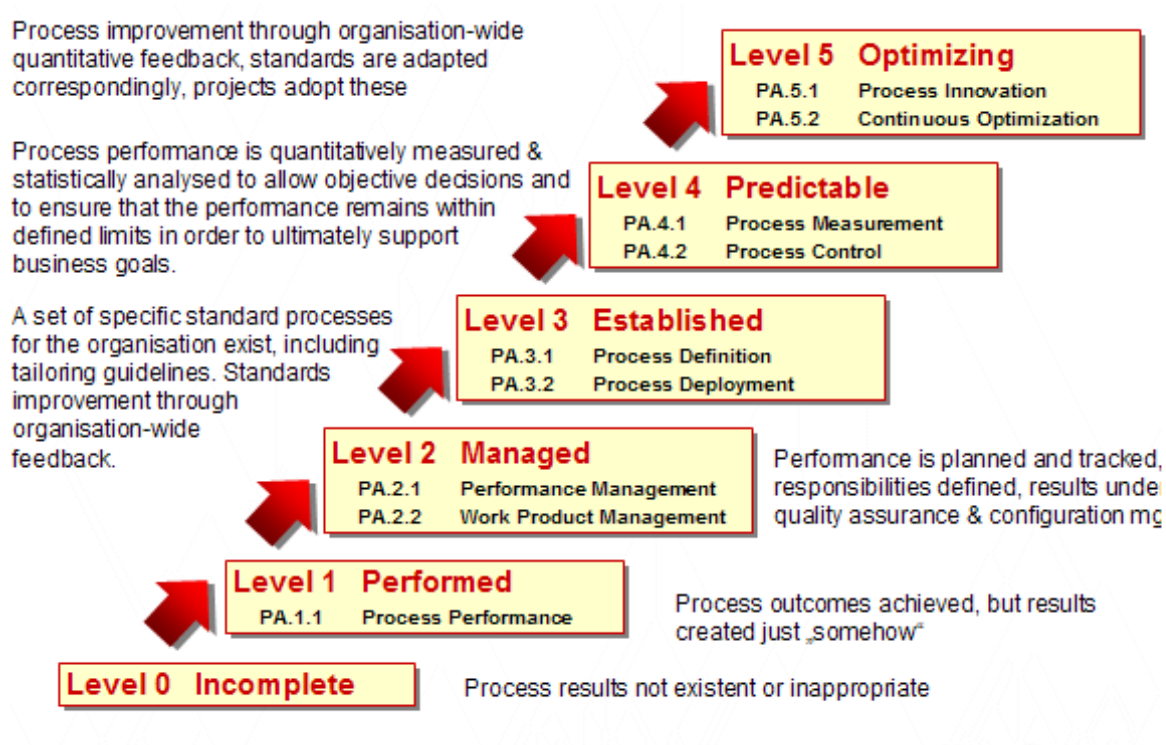 Process improvement through organisation-wide
quantitative feedback, standards are adapted
correspondingly, projects adopt these
Level 5 Optimizing
PA.5.1 Process Innovation
PA.5.2 Continuous Optimization
Process performance is quantitatively measured &
statistically analysed to allow objective decisions and
to ensure that the performance remains within
defined limits in order to ultimately support
business goals.
Level 4 Predictable
PA.4.1 Process Measurement
PA.4.2 Process Control
A set of specific standard processes
for the organisation exist, including
tailoring guidelines. Standards
improvement through
organisation-wide
feedback.
Level 3 Established
PA.3.1 Process Definition
PA.3.2 Process Deployment
Level 2 Managed
PA.2.1 Performance Management
PA.2.2 Work Product Management
Performance is planned and tracked,
responsibilities defined, results unde
quality assurance & configuration mg
Level 1 Performed
PA.1.1 Process Performance
Process outcomes achieved, but results
created just „somehow“
Level 0 Incomplete
Process results not existent or inappropriate